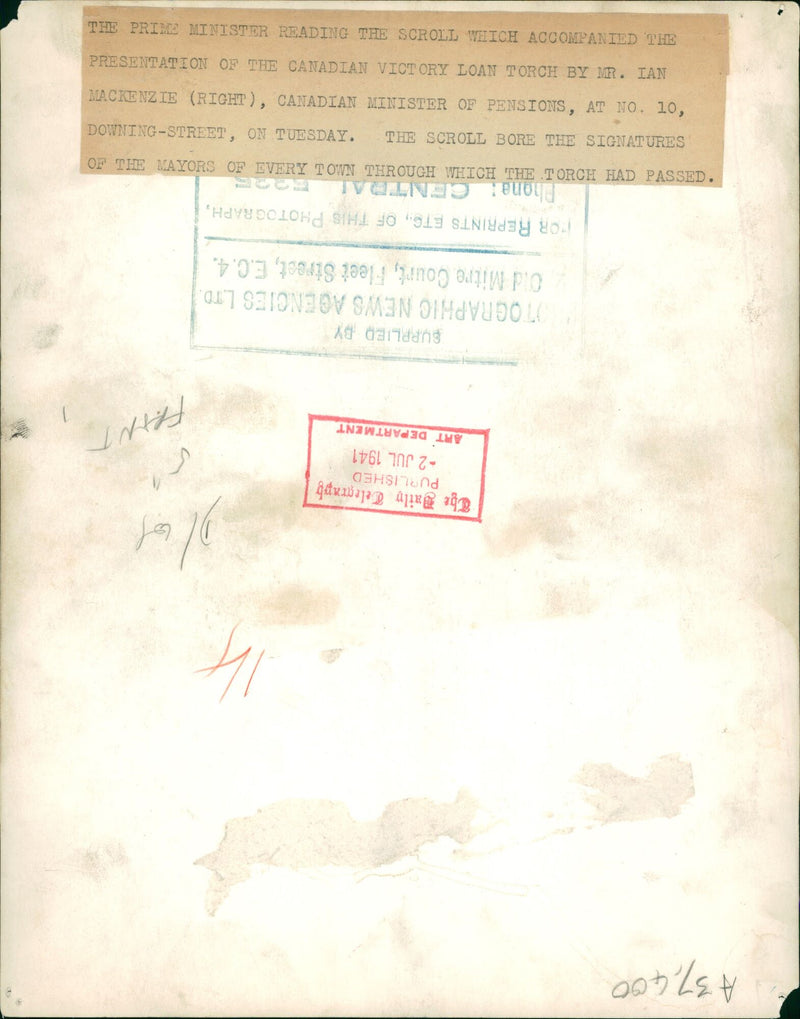 THE PRIME MINISTER READING THE SCROLL WHICH ACCOMPANIED THE
PRESENTATION OF THE CANADIAN VICTORY LOAN TORCH BY MR. IAN
MACKENZIE (RIGHT), CANADIAN MINISTER OF PENSIONS, AT NO. 10,
DOWNING-STREET, ON TUESDAY. THE SCROLL BORE THE SIGNATURES
OF THE MAYORS OF EVERY TOWN THROUGH WHICH THE TORCH HAD PASSED.
SUPPLIED BY
TOGRAPHIC NEWS AGENCIES LTD.
Old Mitre Court, Fleet Street, E.C.4.
FOR REPRINTS ETC., OF THIS PHOTOGRAPH,
Phone: CENTRAL 5335
The Daily Telegraph
PUBLISHED
-2 JUL 1941
ART DEPARTMENT
A37,400